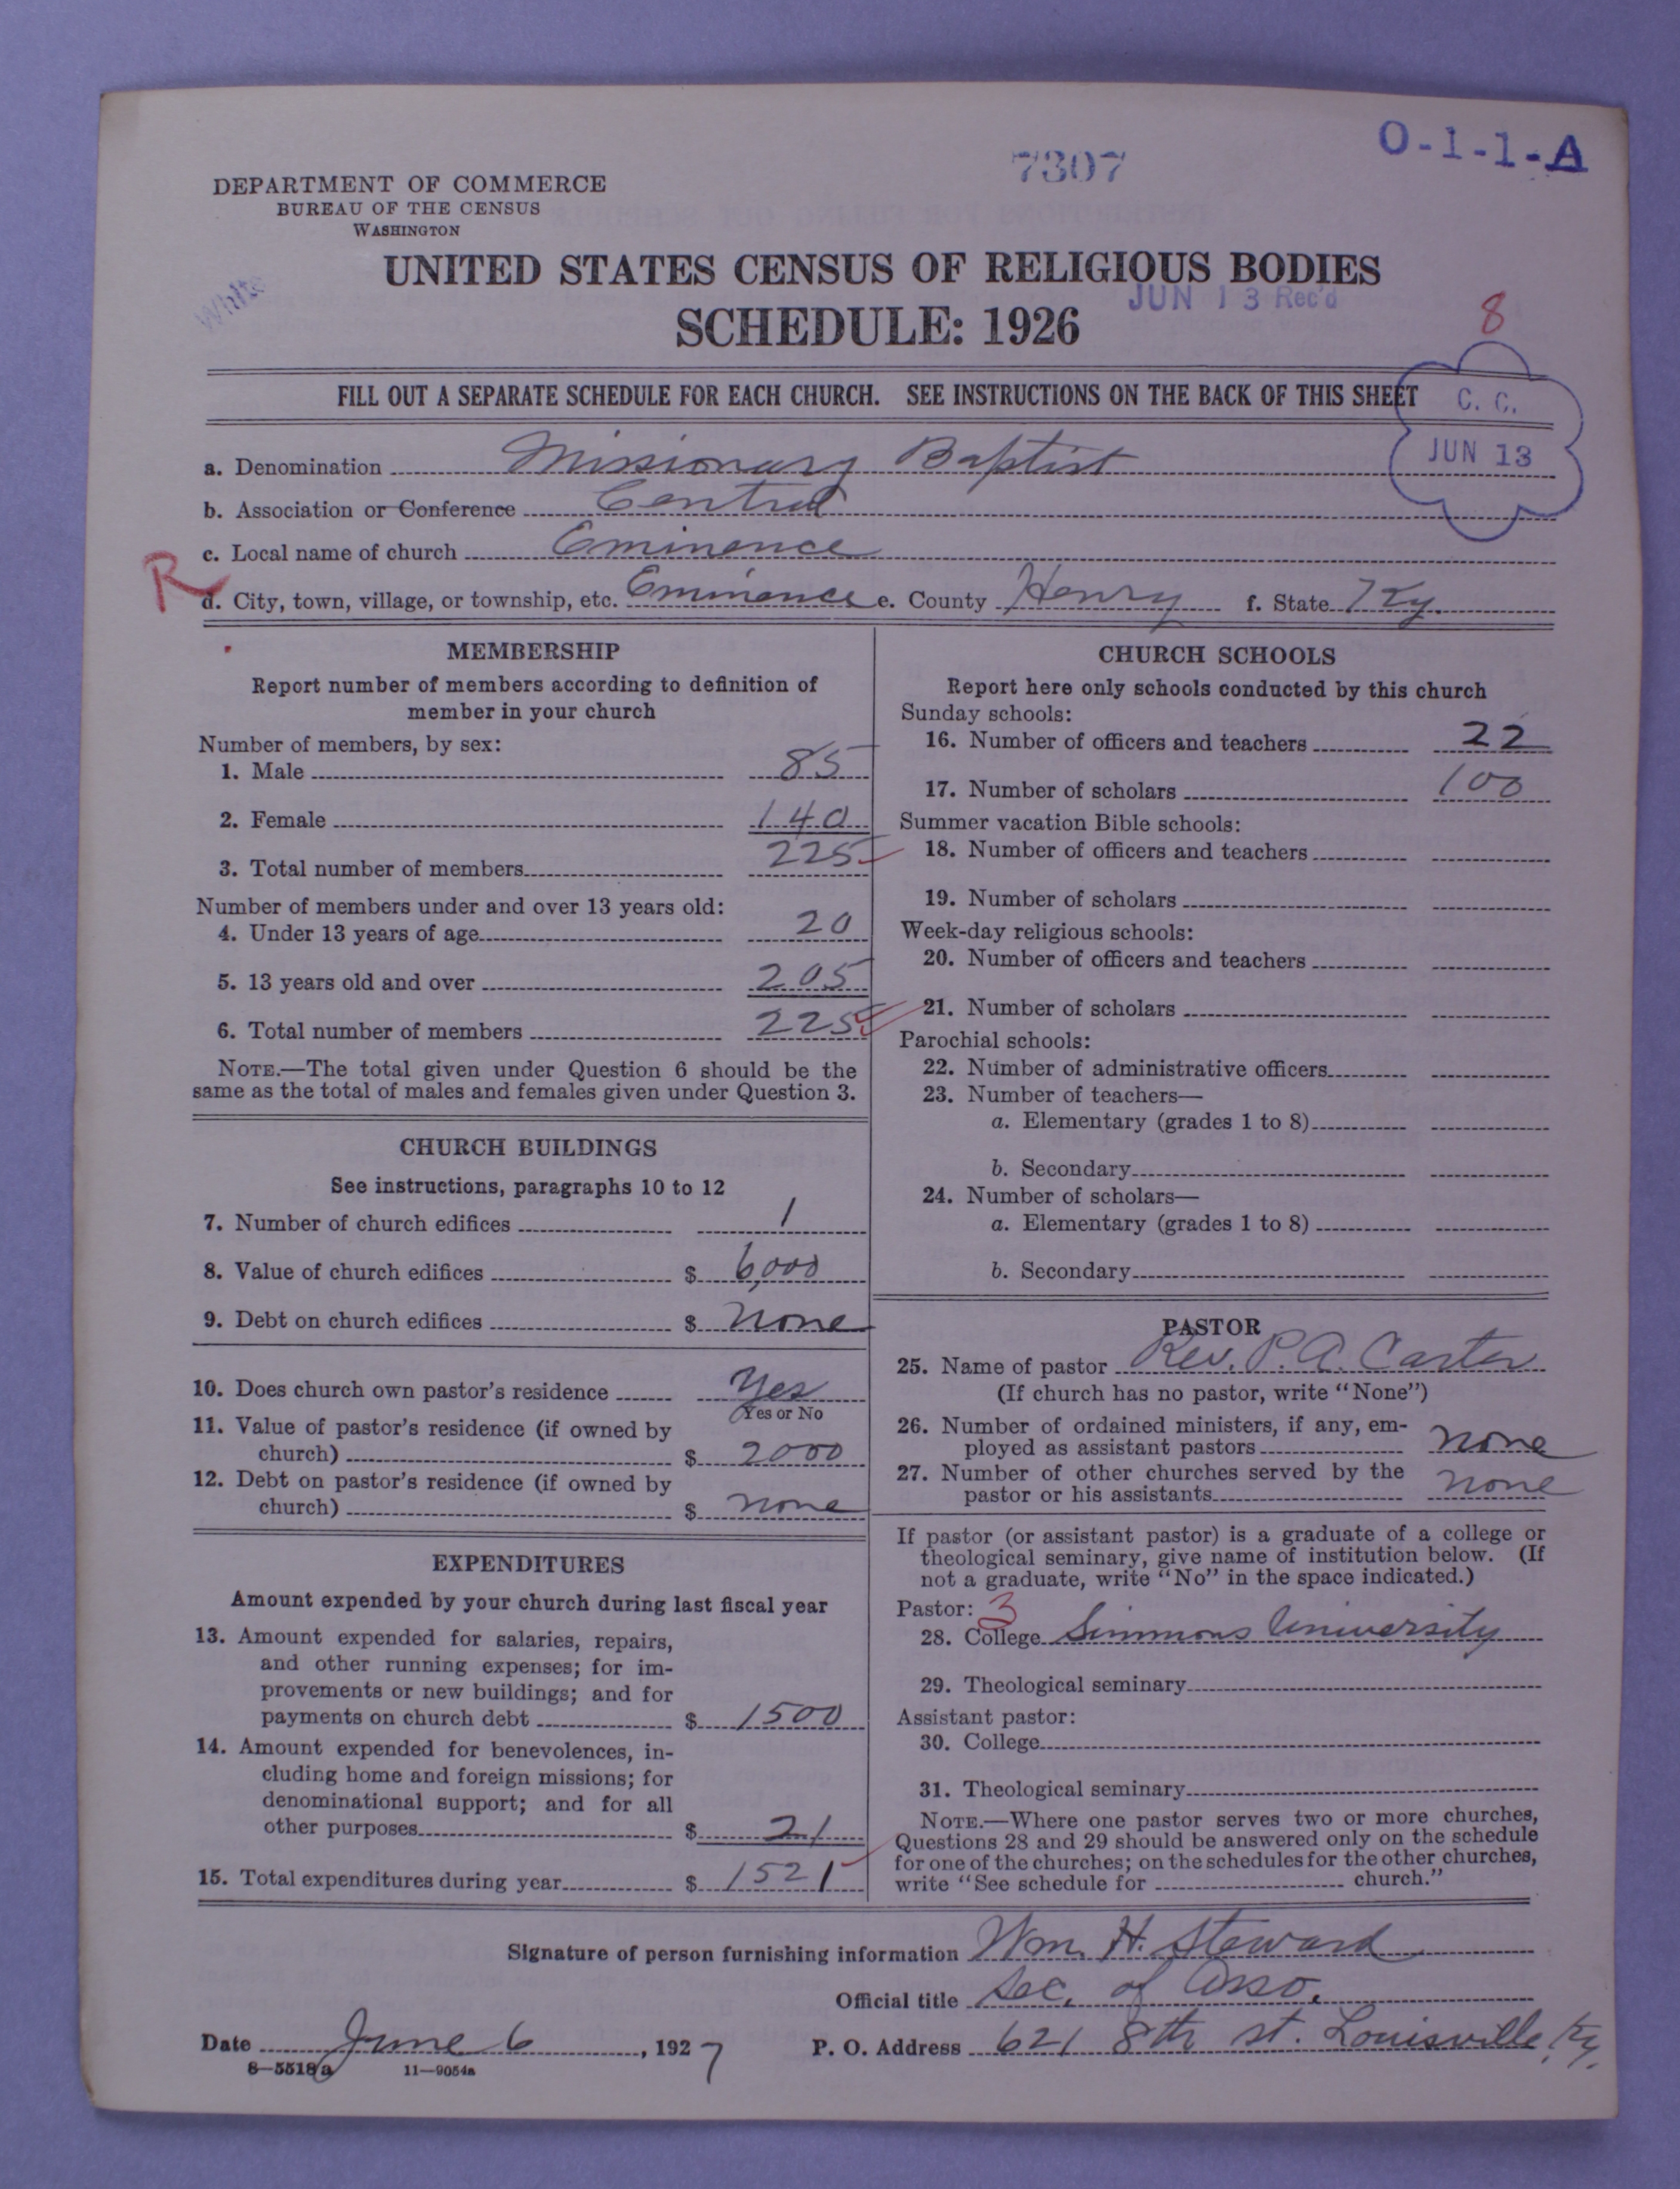 O-1-1-A
7307
DEPARTMENT OF COMMERCE
BUREAU OF THE CENSUS
WASHINGTON
White
UNITED STATES CENSUS OF RELIGIOUS BODIES
JUN 13 Rec'd
SCHEDULE: 1926
8
FILL OUT A SEPARATE SCHEDULE FOR EACH CHURCH. SEE INSTRUCTIONS ON THE BACK OF THIS SHEET
C. C.
JUN 13
a. Denomination Missionary Baptist
b. Association or Conference Central
c. Local name of church Eminence
R
d. City, town, village, or township, etc. Eminence e. County Henry f. State Ky.
MEMBERSHIP
Report number of members according to definition of
member in your church
Number of members, by sex:
1. Male 85
2. Female 140
3. Total number of members 225
Number of members under and over 13 years old:
4. Under 13 years of age 20
5. 13 years old and over 205
6. Total number of members 225
NOTE.—The total given under Question 6 should be the
same as the total of males and females given under Question 3.
CHURCH BUILDINGS
See instructions, paragraphs 10 to 12
7. Number of church edifices 1
8. Value of church edifices $ 6,000
9. Debt on church edifices $ none
10. Does church own pastor's residence Yes
Yes or No
11. Value of pastor's residence (if owned by
church) $ 2000
12. Debt on pastor's residence (if owned by
church) $ none
EXPENDITURES
Amount expended by your church during last fiscal year
13. Amount expended for salaries, repairs,
and other running expenses; for im-
provements or new buildings; and for
payments on church debt $ 1500
14. Amount expended for benevolences, in-
cluding home and foreign missions; for
denominational support; and for all
other purposes $ 21
15. Total expenditures during year $ 1521
CHURCH SCHOOLS
Report here only schools conducted by this church
Sunday schools:
16. Number of officers and teachers 22
17. Number of scholars 100
Summer vacation Bible schools:
18. Number of officers and teachers
19. Number of scholars
Week-day religious schools:
20. Number of officers and teachers
21. Number of scholars
Parochial schools:
22. Number of administrative officers
23. Number of teachers—
a. Elementary (grades 1 to 8)
b. Secondary
24. Number of scholars—
a. Elementary (grades 1 to 8)
b. Secondary
PASTOR
25. Name of pastor Rev. P. A. Carter
(If church has no pastor, write "None")
26. Number of ordained ministers, if any, em-
ployed as assistant pastors none
27. Number of other churches served by the
pastor or his assistants none
If pastor (or assistant pastor) is a graduate of a college or
theological seminary, give name of institution below. (If
not a graduate, write "No" in the space indicated.)
Pastor: 3
28. College Simmons University
29. Theological seminary
Assistant pastor:
30. College
31. Theological seminary
NOTE.—Where one pastor serves two or more churches,
Questions 28 and 29 should be answered only on the schedule
for one of the churches; on the schedules for the other churches,
write "See schedule for church."
Signature of person furnishing information Wm. H. Steward
Official title Sec. of Asso.
Date June 6, 1927 P. O. Address 621 8th st. Louisville, Ky.
8-5518a 11-9054a